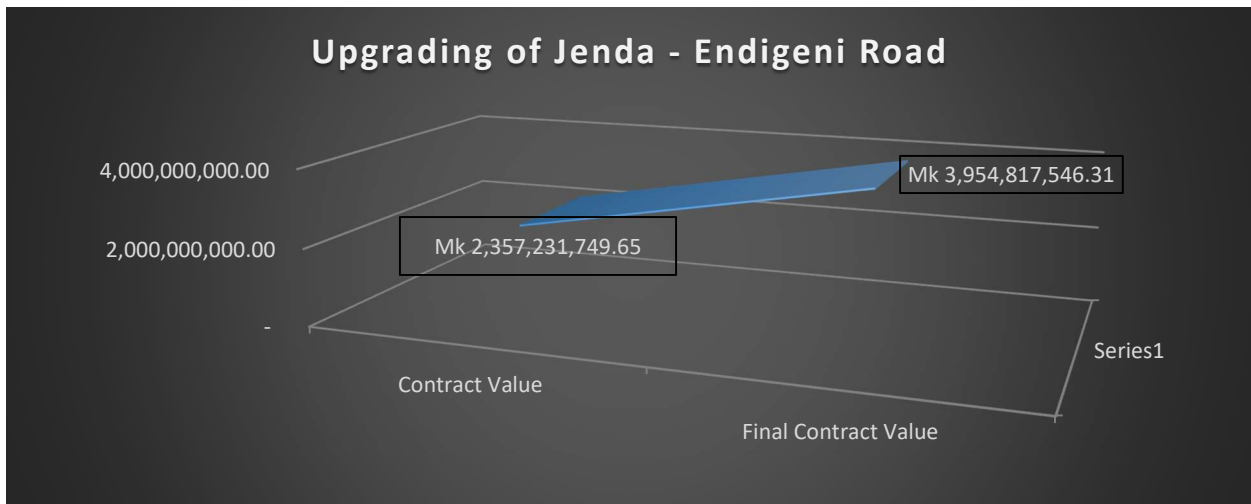 Upgrading of Jenda - Endigeni Road
4,000,000,000.00
Mk 3,954,817,546.31
2,000,000,000.00
Mk 2,357,231,749.65
-
Series1
Contract Value
Final Contract Value